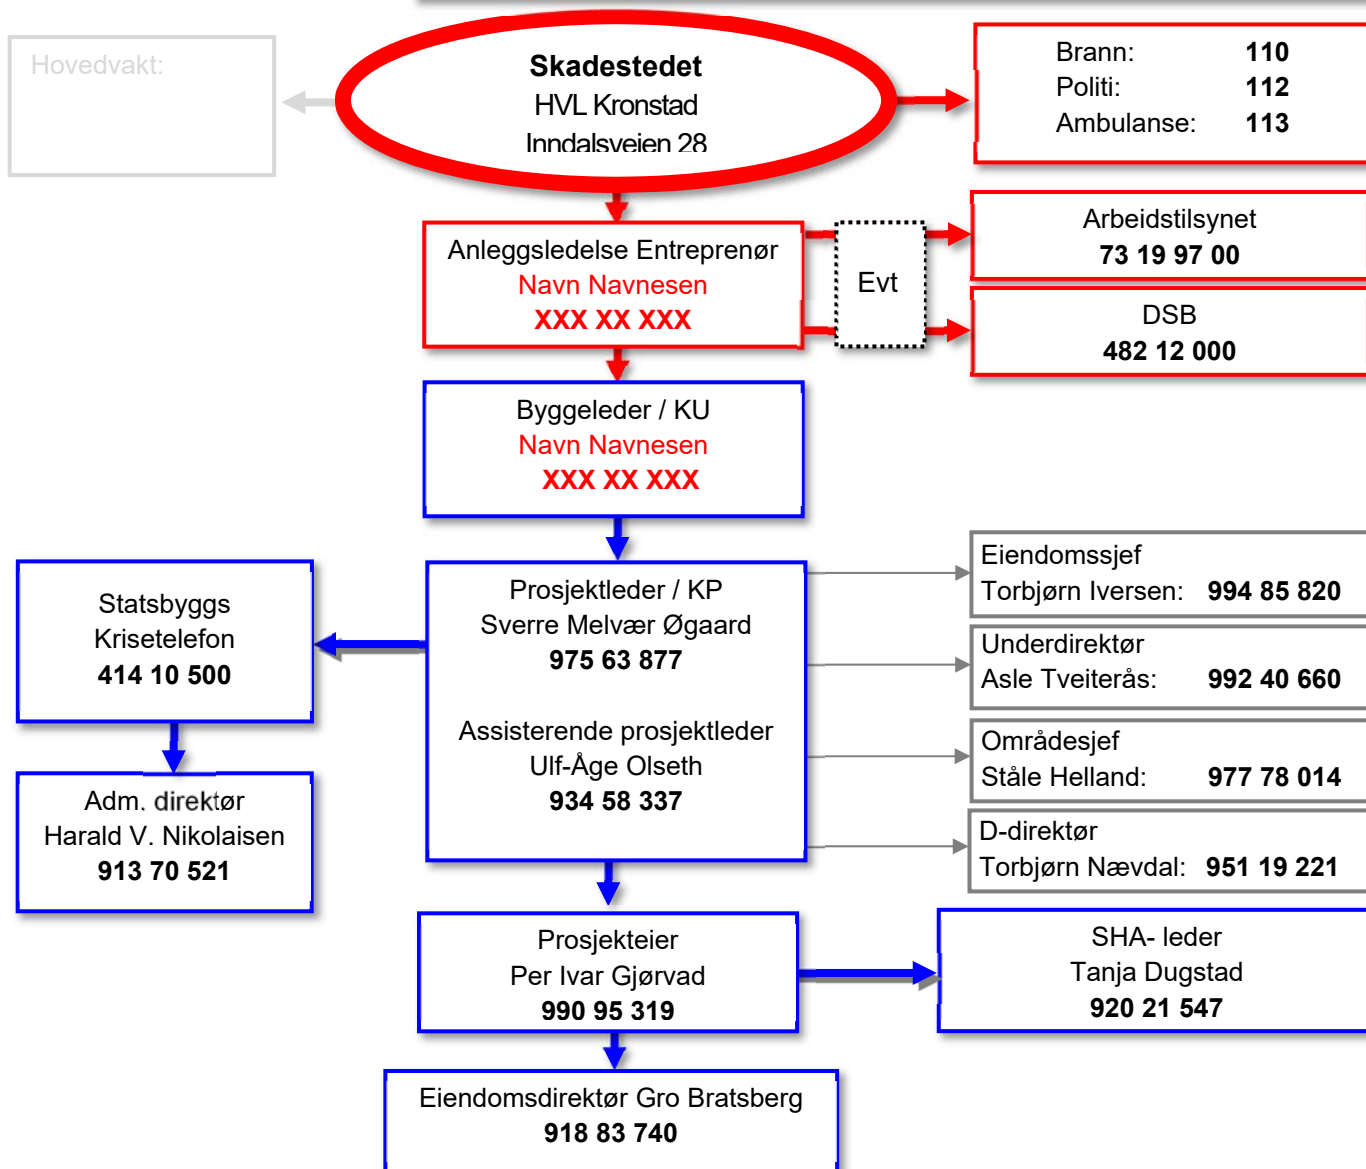 Hovedvakt:
Skadestedet
HVL Kronstad
Inndalsveien 28
Brann: 110
Politi: 112
Ambulanse: 113
Anleggsledelse Entreprenør
Navn Navnesen
XXX XX XXX
Evt
Arbeidstilsynet
73 19 97 00
DSB
482 12 000
Byggeleder / KU
Navn Navnesen
XXX XX XXX
Statsbyggs
Krisetelefon
414 10 500
Prosjektleder / KP
Sverre Melvær Øgaard
975 63 877
Assisterende prosjektleder
Ulf-Åge Olseth
934 58 337
Eiendomssjef
Torbjørn Iversen: 994 85 820
Underdirektør
Asle Tveiterås: 992 40 660
Områdesjef
Ståle Helland: 977 78 014
D-direktør
Torbjørn Nævdal: 951 19 221
Adm. direktør
Harald V. Nikolaisen
913 70 521
Prosjekteier
Per Ivar Gjørvad
990 95 319
SHA- leder
Tanja Dugstad
920 21 547
Eiendomsdirektør Gro Bratsberg
918 83 740